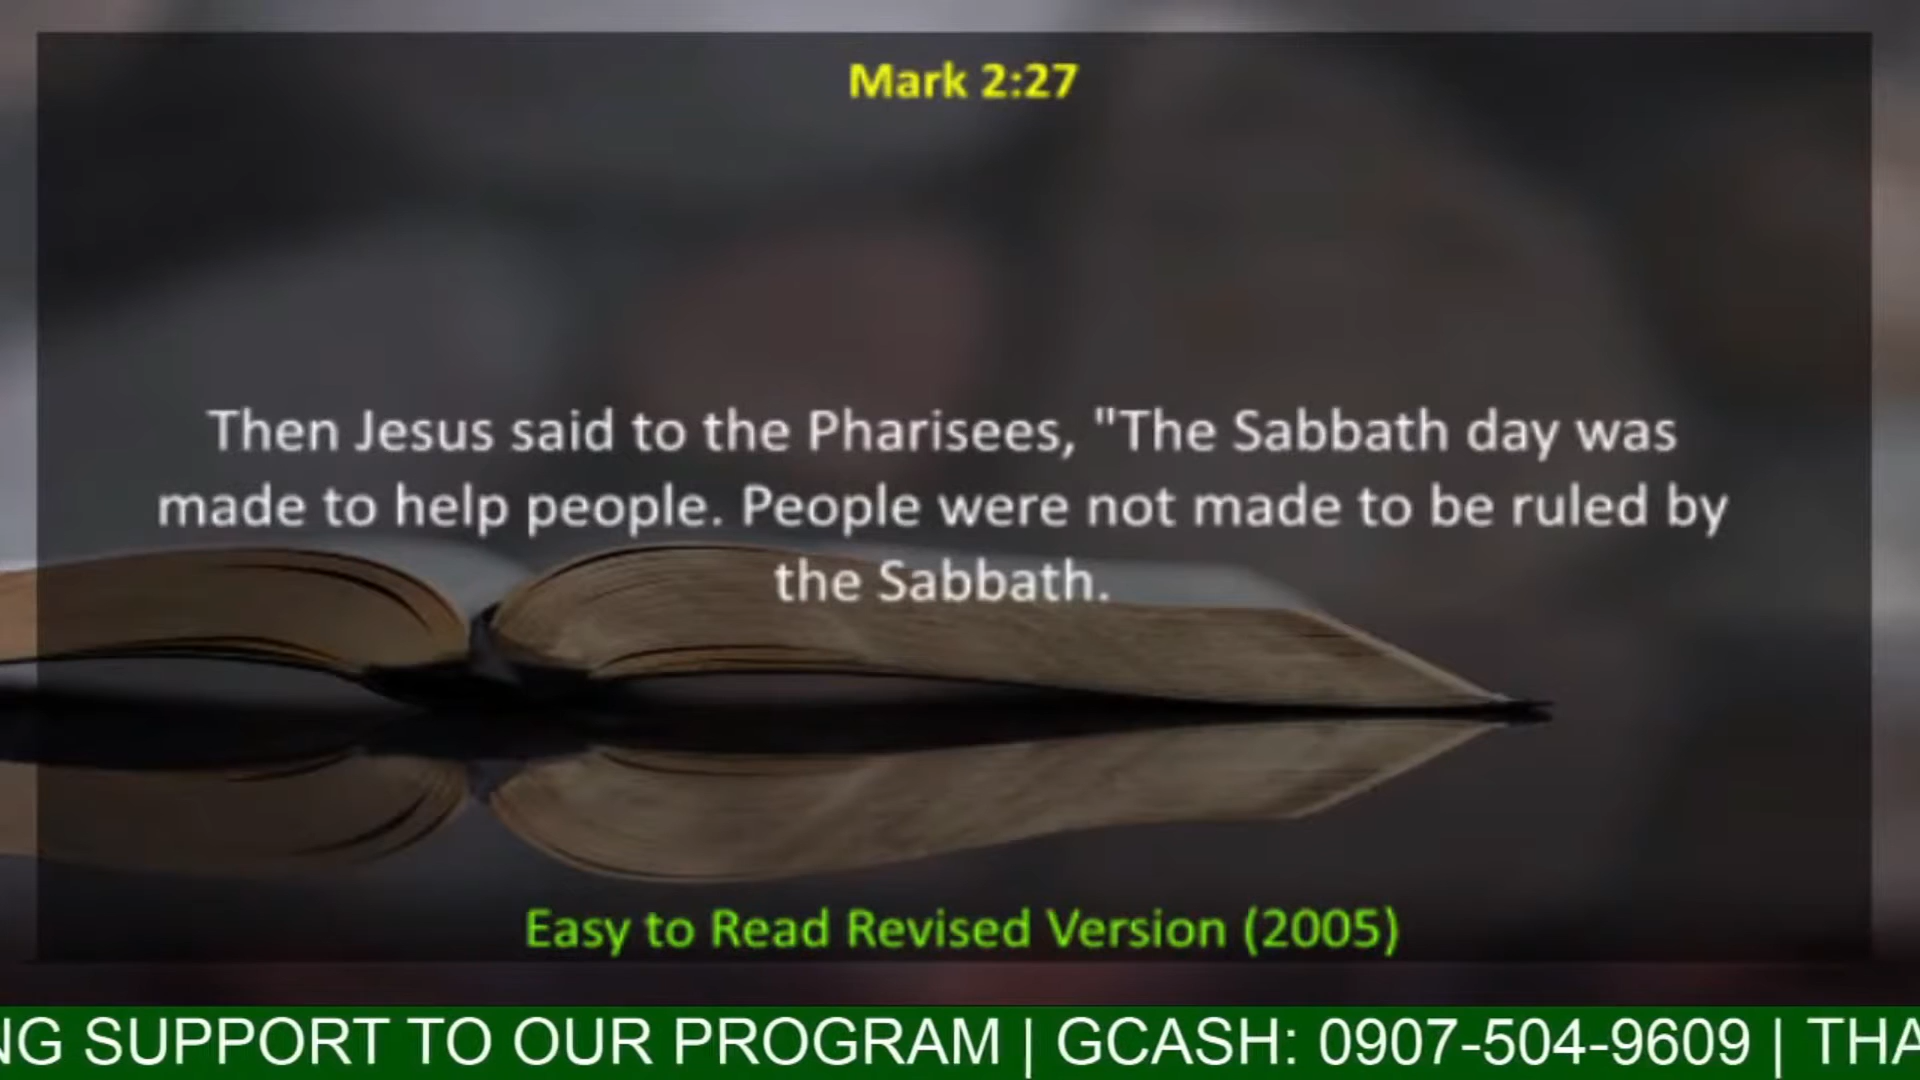 Mark 2:27
Then Jesus said to the Pharisees, "The Sabbath day was
made to help people. People were not made to be ruled by
the Sabbath.
Easy to Read Revised Version (2005)
SUPPORT TO OUR PROGRAM | GCASH: 0907-504-9609 |